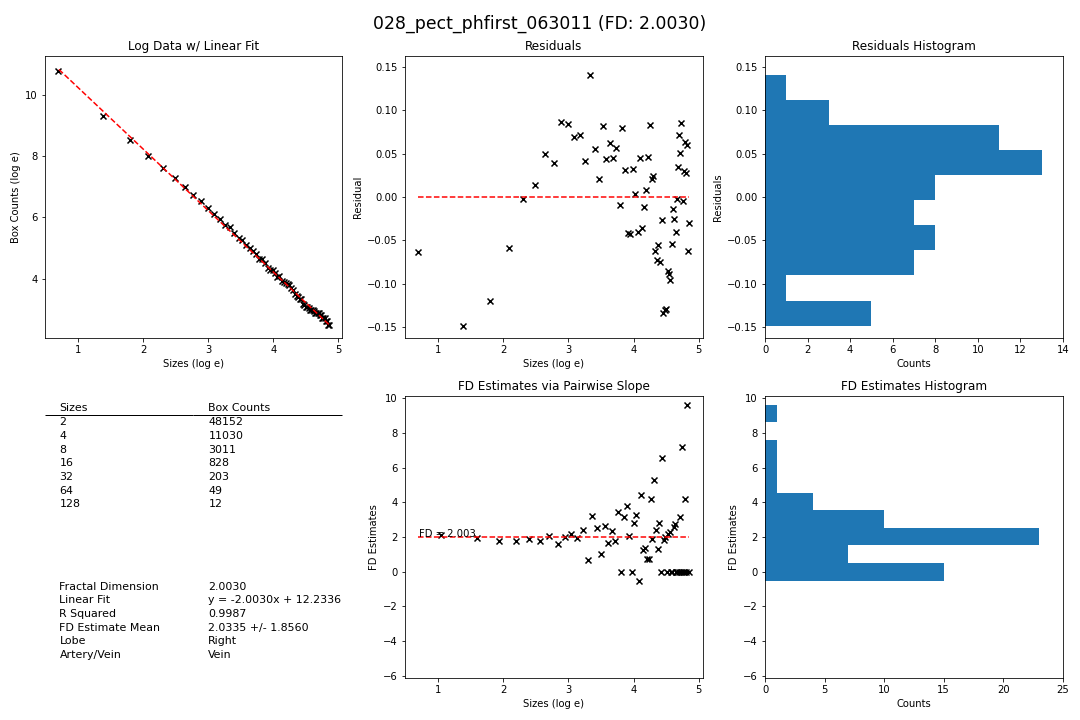 028_pect_phfirst_063011 (FD: 2.0030)
Log Data w/ Linear Fit
Box Counts (log e)
10
8
6
4
1 2 3 4 5
Sizes (log e)
Residuals
Residual
0.15
0.10
0.05
0.00
−0.05
−0.10
−0.15
1 2 3 4 5
Sizes (log e)
Residuals Histogram
Residuals
0.15
0.10
0.05
0.00
−0.05
−0.10
−0.15
0 2 4 6 8 10 12 14
Counts
Sizes Box Counts
2 48152
4 11030
8 3011
16 828
32 203
64 49
128 12
Fractal Dimension 2.0030
Linear Fit y = -2.0030x + 12.2336
R Squared 0.9987
FD Estimate Mean 2.0335 +/- 1.8560
Lobe Right
Artery/Vein Vein
FD Estimates via Pairwise Slope
FD Estimates
10
8
6
4
2
0
−2
−4
−6
FD = 2.003
1 2 3 4 5
Sizes (log e)
FD Estimates Histogram
FD Estimates
10
8
6
4
2
0
−2
−4
−6
0 5 10 15 20 25
Counts